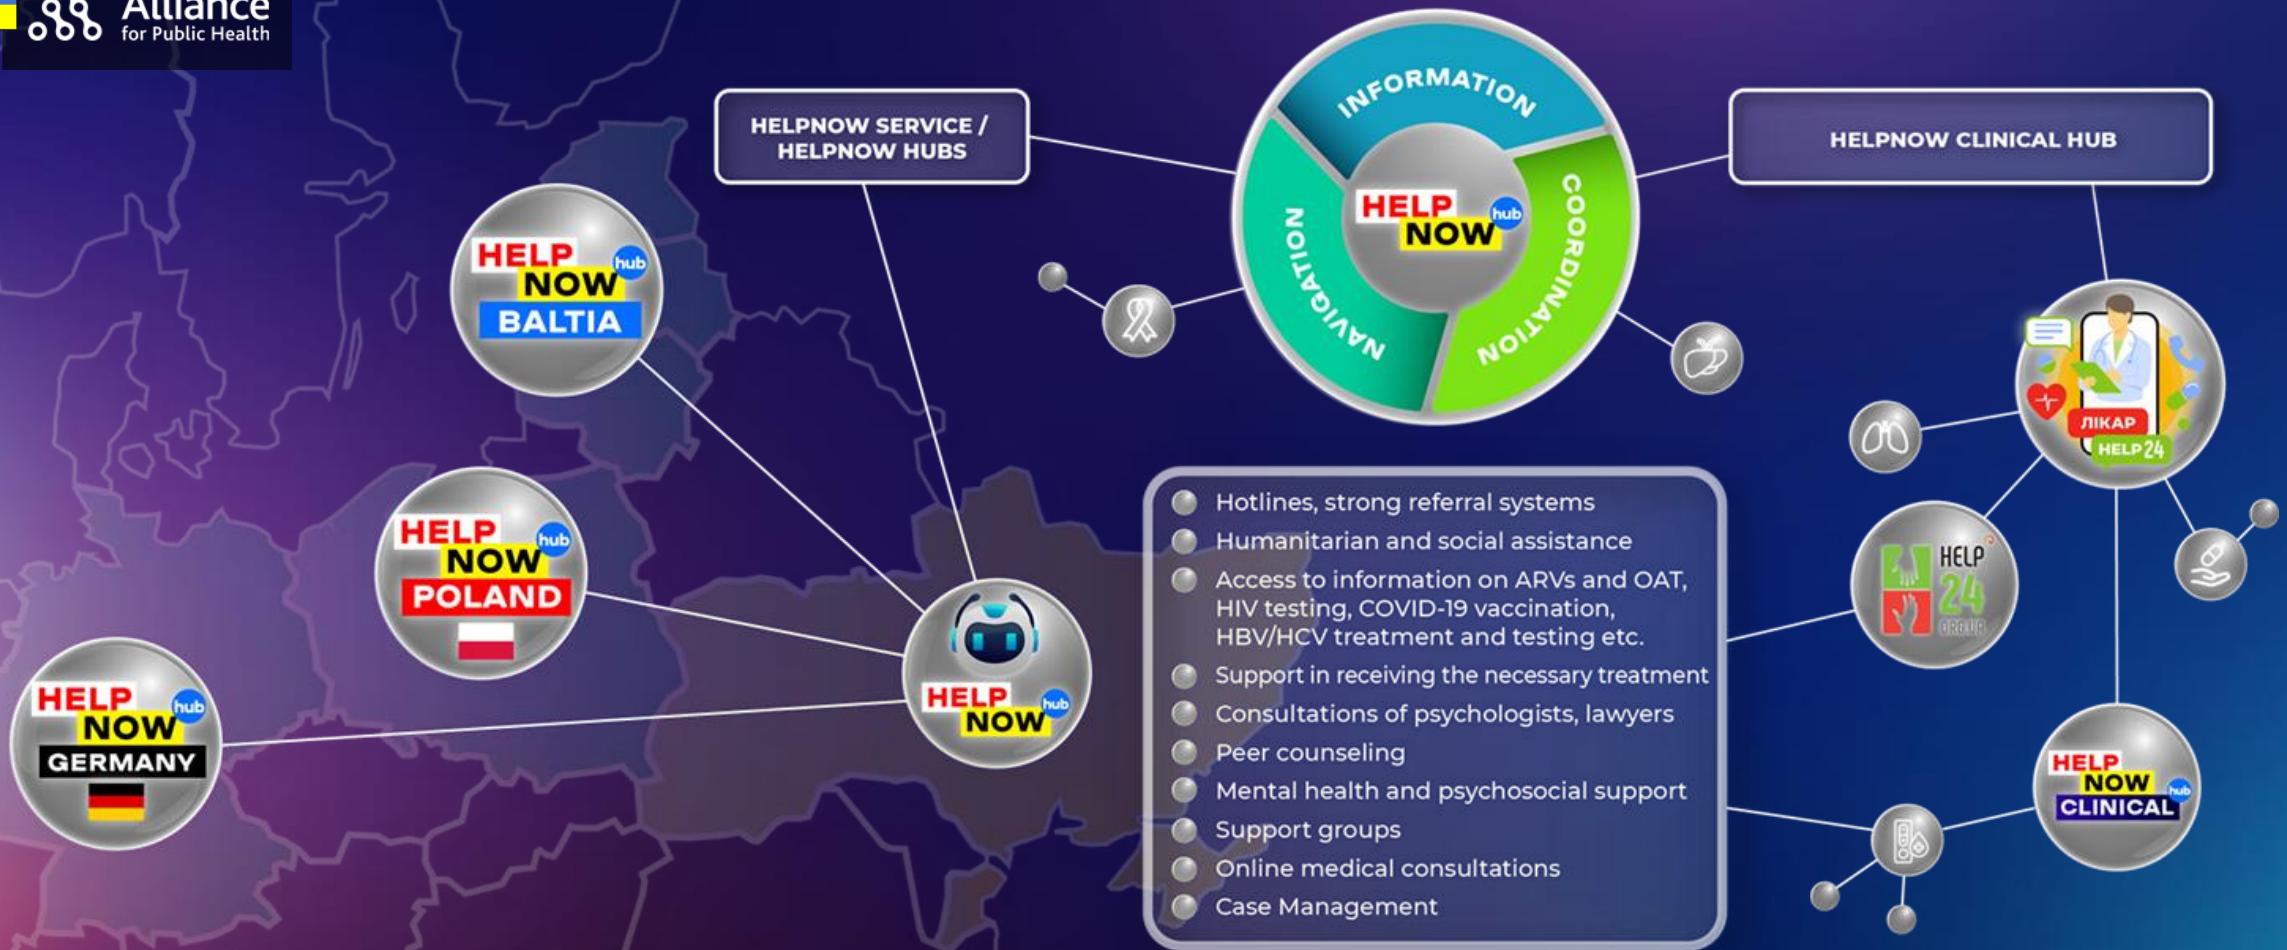 Alliance
for Public Health
HELPNOW SERVICE /
HELPNOW HUBS
INFORMATION
COORDINATION
NAVIGATION
HELP
NOW
hub
HELPNOW CLINICAL HUB
HELP
NOW
hub
BALTIA
HELP
NOW
hub
POLAND
HELP
NOW
hub
GERMANY
HELP
NOW
hub
Hotlines, strong referral systems
Humanitarian and social assistance
Access to information on ARVs and OAT,
HIV testing, COVID-19 vaccination,
HBV/HCV treatment and testing etc.
Support in receiving the necessary treatment
Consultations of psychologists, lawyers
Peer counseling
Mental health and psychosocial support
Support groups
Online medical consultations
Case Management
ЛІКАР
HELP 24
HELP
24
ORG.UA
HELP
NOW
hub
CLINICAL